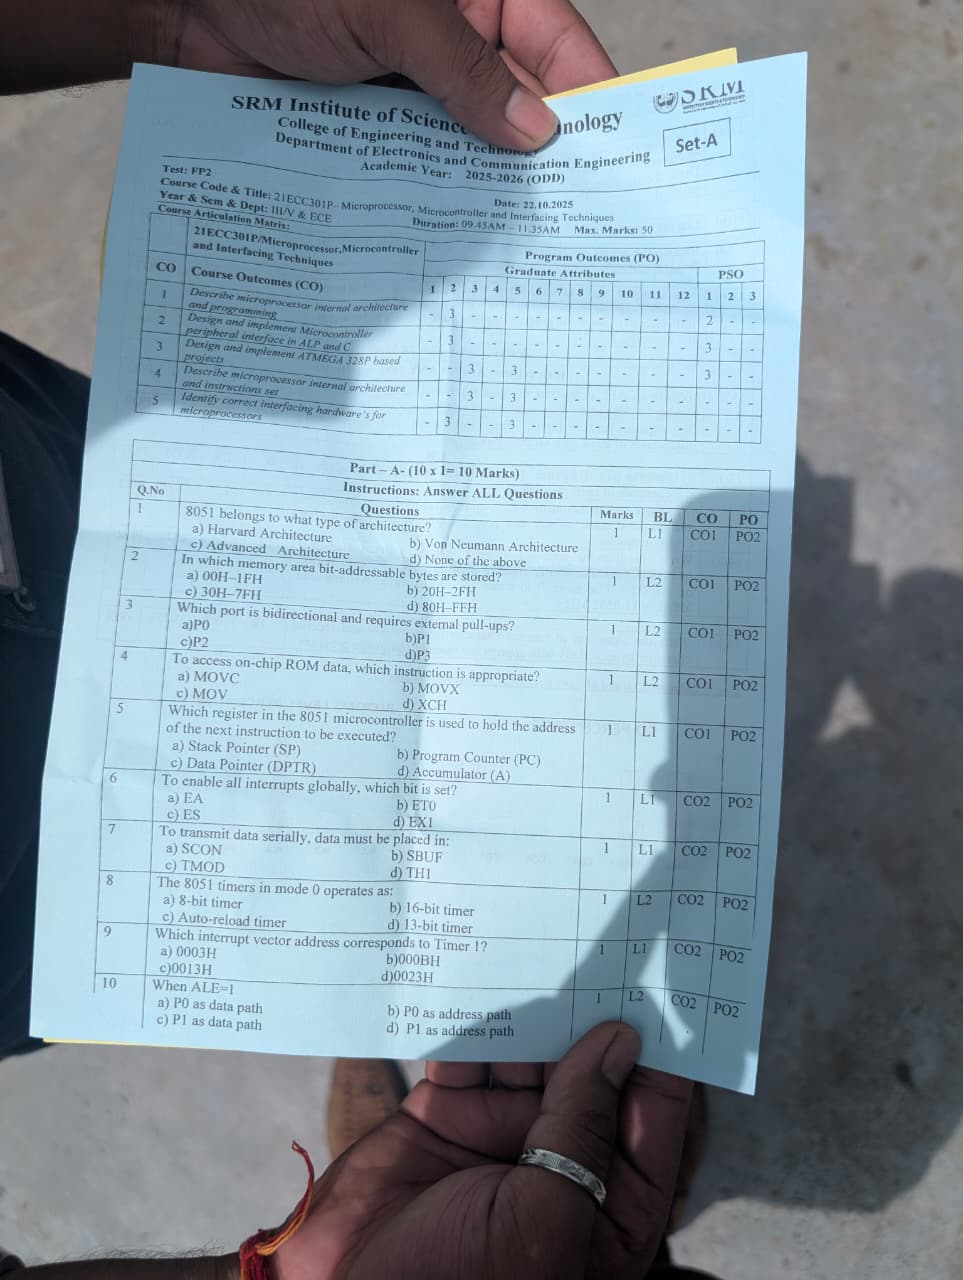 SRM Institute of Science nology
College of Engineering and Technology
Department of Electronics and Communication Engineering
Academic Year: 2025-2026 (ODD)
SRM
Set-A
Test: FP2
Date: 22.10.2025
Course Code & Title: 21ECC301P– Microprocessor, Microcontroller and Interfacing Techniques
Year & Sem & Dept: III/V & ECE
Duration: 09.45AM – 11.35AM Max. Marks: 50
Course Articulation Matrix:
21ECC301P/Microprocessor,Microcontroller
and Interfacing Techniques
Program Outcomes (PO)
Graduate Attributes
PSO
CO Course Outcomes (CO) 1 2 3 4 5 6 7 8 9 10 11 12 1 2 3
1 Describe microprocessor internal architecture
and programming - 3 - - - - - - - - - - 2 - -
2 Design and implement Microcontroller
peripheral interface in ALP and C - 3 - - - - - - - - - - 3 - -
3 Design and implement ATMEGA 328P based
projects - - 3 - 3 - - - - - - - 3 - -
4 Describe microprocessor internal architecture
and instructions set - - 3 - 3 - - - - - - - - - -
5 Identify correct interfacing hardware's for
microprocessors - 3 - - 3 - - - - - - - - - -
Part – A- (10 x 1= 10 Marks)
Instructions: Answer ALL Questions
Q.No Questions Marks BL CO PO
1 8051 belongs to what type of architecture? 1 L1 CO1 PO2
a) Harvard Architecture b) Von Neumann Architecture
c) Advanced Architecture d) None of the above
2 In which memory area bit-addressable bytes are stored? 1 L2 CO1 PO2
a) 00H–1FH b) 20H–2FH
c) 30H–7FH d) 80H–FFH
3 Which port is bidirectional and requires external pull-ups? 1 L2 CO1 PO2
a)P0 b)P1
c)P2 d)P3
4 To access on-chip ROM data, which instruction is appropriate? 1 L2 CO1 PO2
a) MOVC b) MOVX
c) MOV d) XCH
5 Which register in the 8051 microcontroller is used to hold the address 1 L1 CO1 PO2
of the next instruction to be executed?
a) Stack Pointer (SP) b) Program Counter (PC)
c) Data Pointer (DPTR) d) Accumulator (A)
6 To enable all interrupts globally, which bit is set? 1 L1 CO2 PO2
a) EA b) ET0
c) ES d) EX1
7 To transmit data serially, data must be placed in: 1 L1 CO2 PO2
a) SCON b) SBUF
c) TMOD d) TH1
8 The 8051 timers in mode 0 operates as: 1 L2 CO2 PO2
a) 8-bit timer b) 16-bit timer
c) Auto-reload timer d) 13-bit timer
9 Which interrupt vector address corresponds to Timer 1? 1 L1 CO2 PO2
a) 0003H b)000BH
c)0013H d)0023H
10 When ALE=1 1 L2 CO2 PO2
a) P0 as data path b) P0 as address path
c) P1 as data path d) P1 as address path